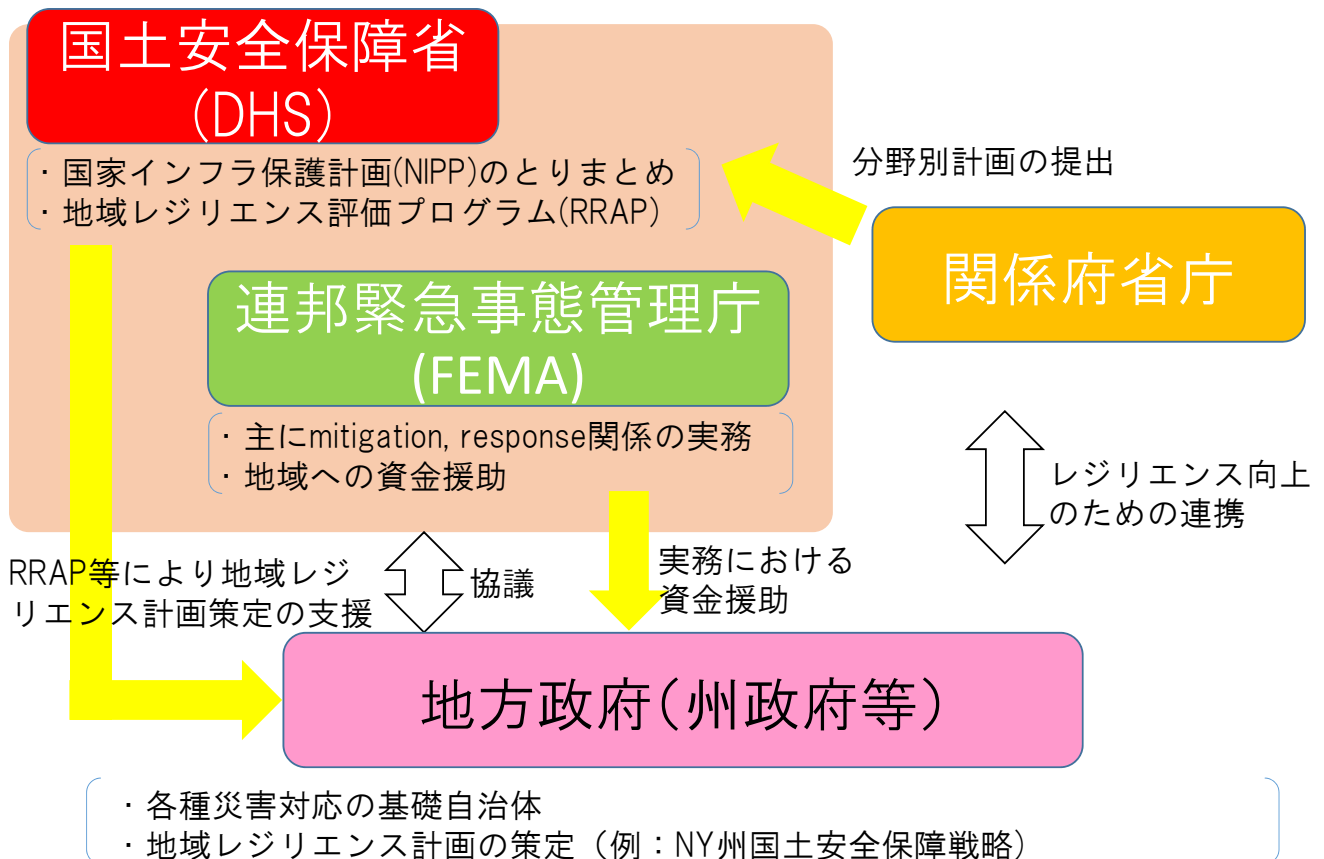 国土安全保障省
(DHS)
・国家インフラ保護計画(NIPP)のとりまとめ
・地域レジリエンス評価プログラム(RRAP)
分野別計画の提出
関係府省庁
連邦緊急事態管理庁
(FEMA)
・主にmitigation, response関係の実務
・地域への資金援助
レジリエンス向上
のための連携
RRAP等により地域レジ
リエンス計画策定の支援
協議
実務における
資金援助
地方政府(州政府等)
・各種災害対応の基礎自治体
・地域レジリエンス計画の策定（例：NY州国土安全保障戦略）